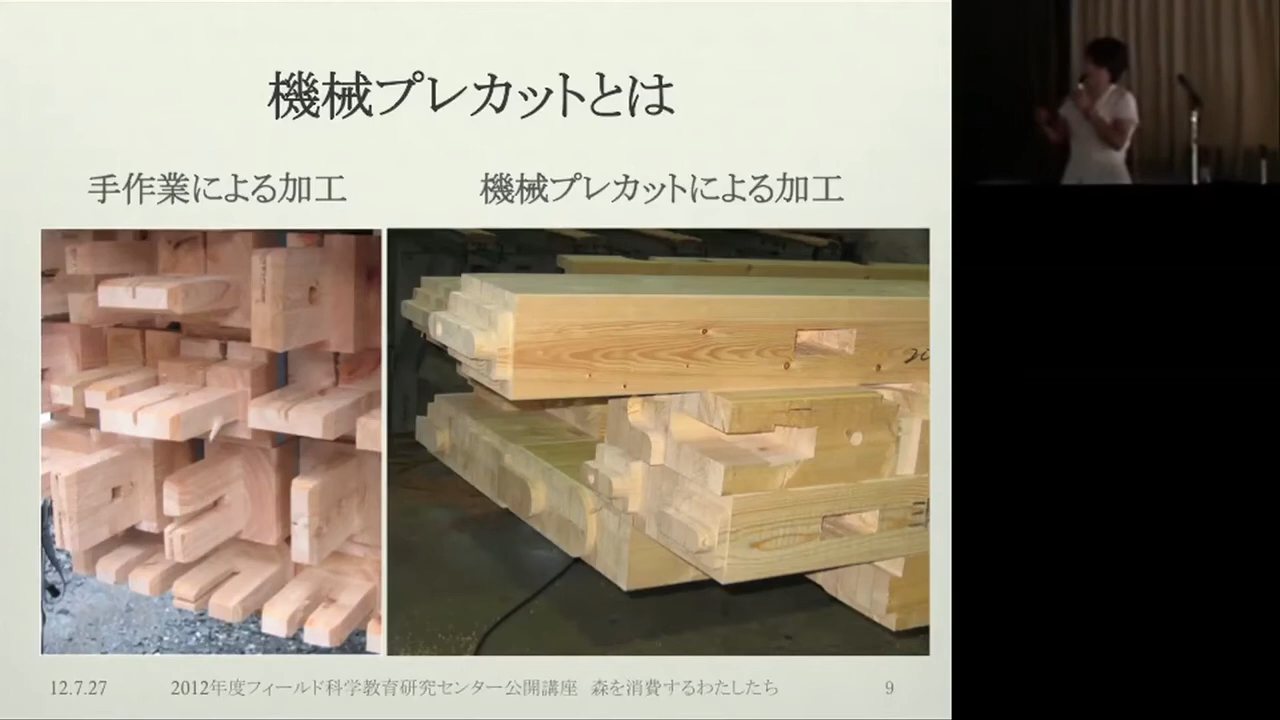 機械プレカットとは
手作業による加工
機械プレカットによる加工
12.7.27
2012年度フィールド科学教育研究センター公開講座 森を消費するわたしたち
9